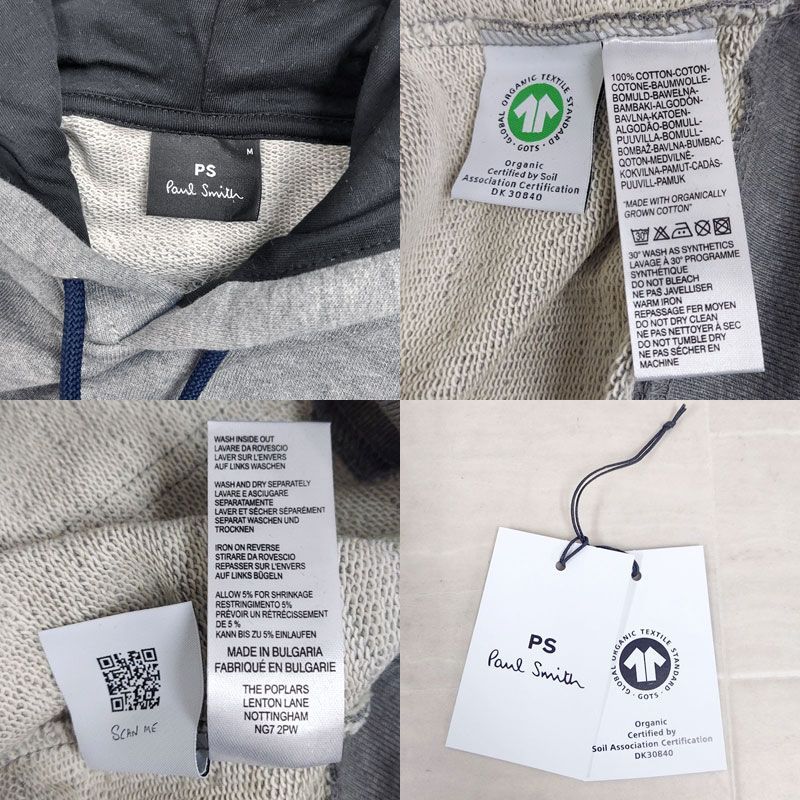 M
PS
Paul Smith
GLOBAL ORGANIC TEXTILE STANDARD
· GOTS ·
Organic
Certified by Soil
Association Certification
DK 30840
100% COTTON-COTON-
COTONE-BAUMWOLLE-
BOMULD-BAWEŁNA-
BAMBAKI-ALGODÓN-
BAVLNA-KATOEN-
ALGODÃO-BOMULL-
PUUVILLA-BOMULL-
BOMBAŽ-BAVLNA-BUMBAC-
QOTON-MEDVILNĖ-
KOKVILNA-PAMUT-CADÁS-
PUUVILL-PAMUK
"MADE WITH ORGANICALLY
GROWN COTTON"
30°
30° WASH AS SYNTHETICS
LAVAGE À 30° PROGRAMME
SYNTHÉTIQUE
DO NOT BLEACH
NE PAS JAVELLISER
WARM IRON
REPASSAGE FER MOYEN
DO NOT DRY CLEAN
NE PAS NETTOYER À SEC
DO NOT TUMBLE DRY
NE PAS SÉCHER EN
MACHINE
WASH INSIDE OUT
LAVARE DA ROVESCIO
LAVER SUR L'ENVERS
AUF LINKS WASCHEN
WASH AND DRY SEPARATELY
LAVARE E ASCIUGARE
SEPARATAMENTE
LAVER ET SÉCHER SÉPARÉMENT
SEPARAT WASCHEN UND
TROCKNEN
IRON ON REVERSE
STIRARE DA ROVESCIO
REPASSER SUR L'ENVERS
AUF LINKS BÜGELN
ALLOW 5% FOR SHRINKAGE
RESTRINGIMENTO 5%
PRÉVOIR UN RÉTRÉCISSEMENT
DE 5 %
KANN BIS ZU 5% EINLAUFEN
MADE IN BULGARIA
FABRIQUÉ EN BULGARIE
THE POPLARS
LENTON LANE
NOTTINGHAM
NG7 2PW
SCAN ME
PS
Paul Smith
GLOBAL ORGANIC TEXTILE STANDARD
· GOTS ·
Organic
Certified by
Soil Association Certification
DK30840